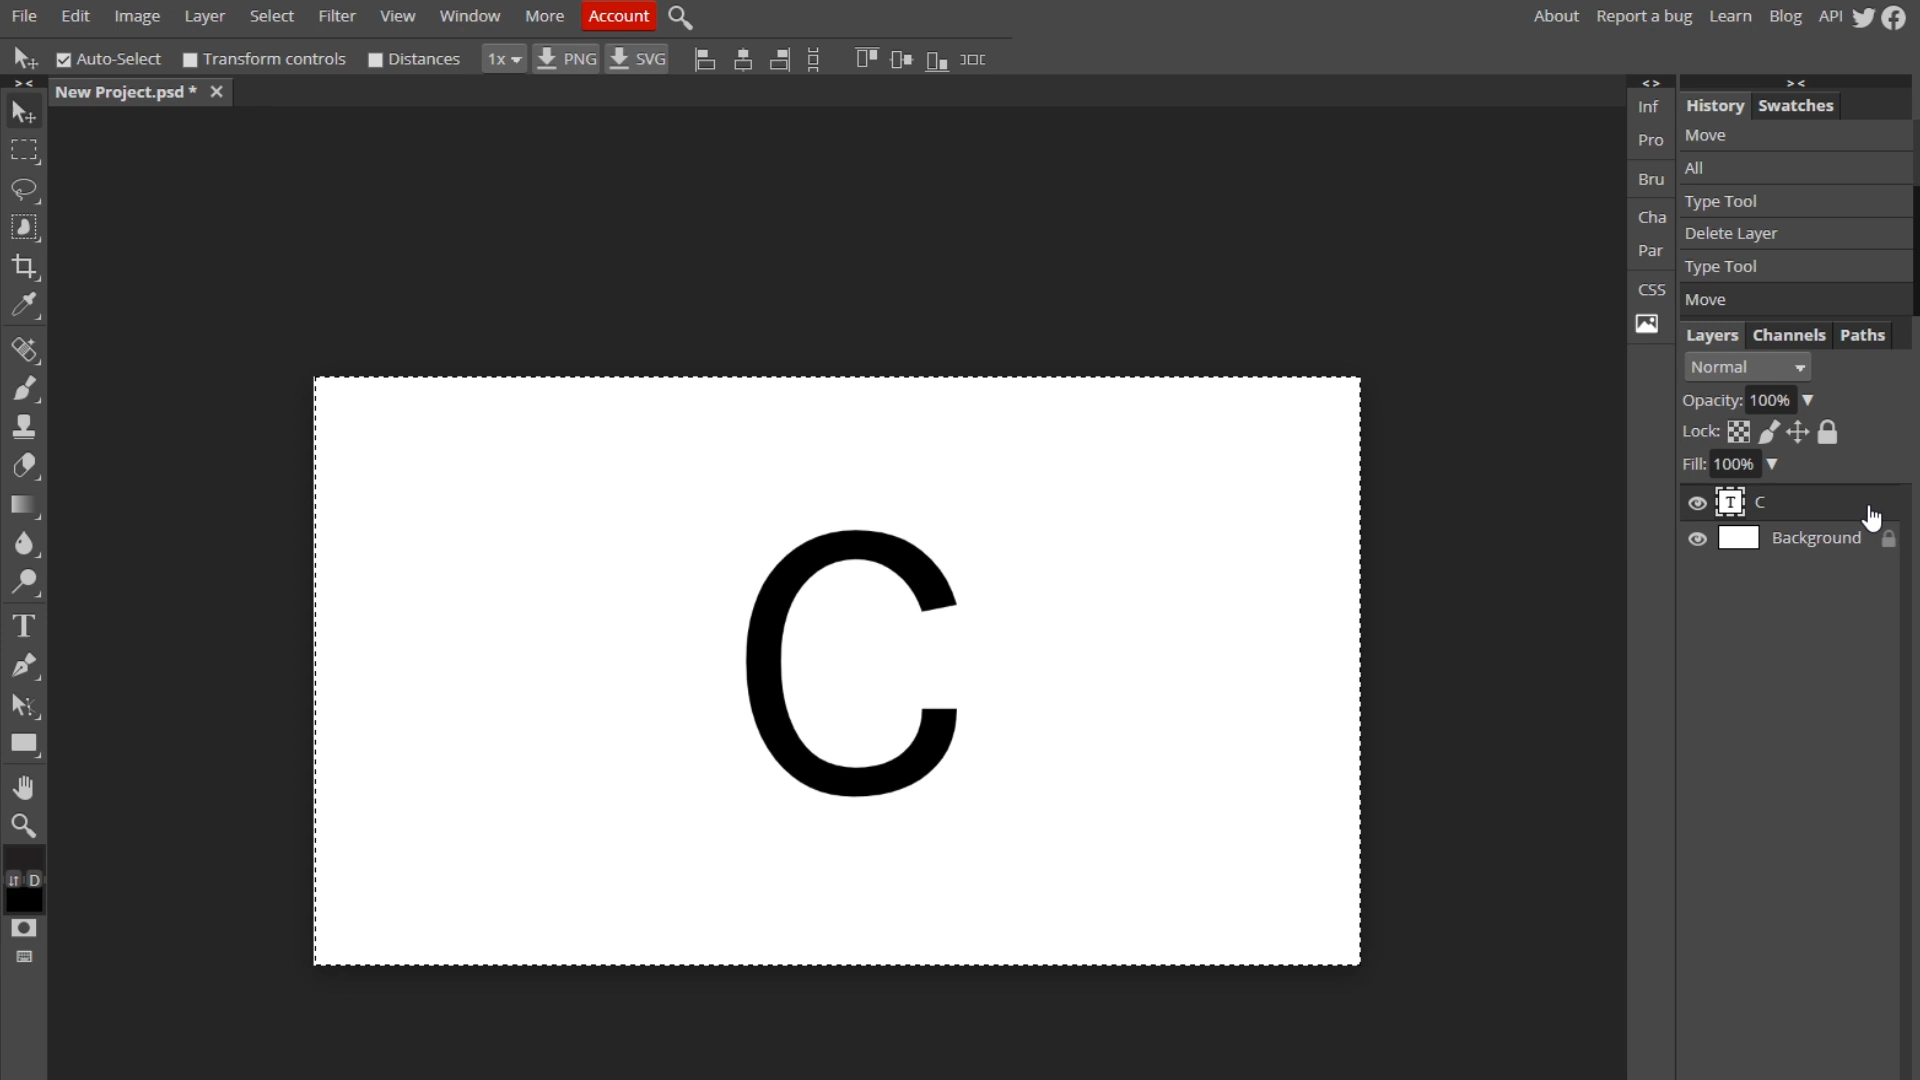 File Edit Image Layer Select Filter View Window More Account About Report a bug Learn Blog API
Auto-Select Transform controls Distances 1x PNG SVG
> < < > > <
New Project.psd *
Inf
Pro
Bru
Cha
Par
CSS
History Swatches
Move
All
Type Tool
Delete Layer
Type Tool
Move
Layers Channels Paths
Normal
Opacity: 100%
Lock:
Fill: 100%
T C
Background
T
D
C